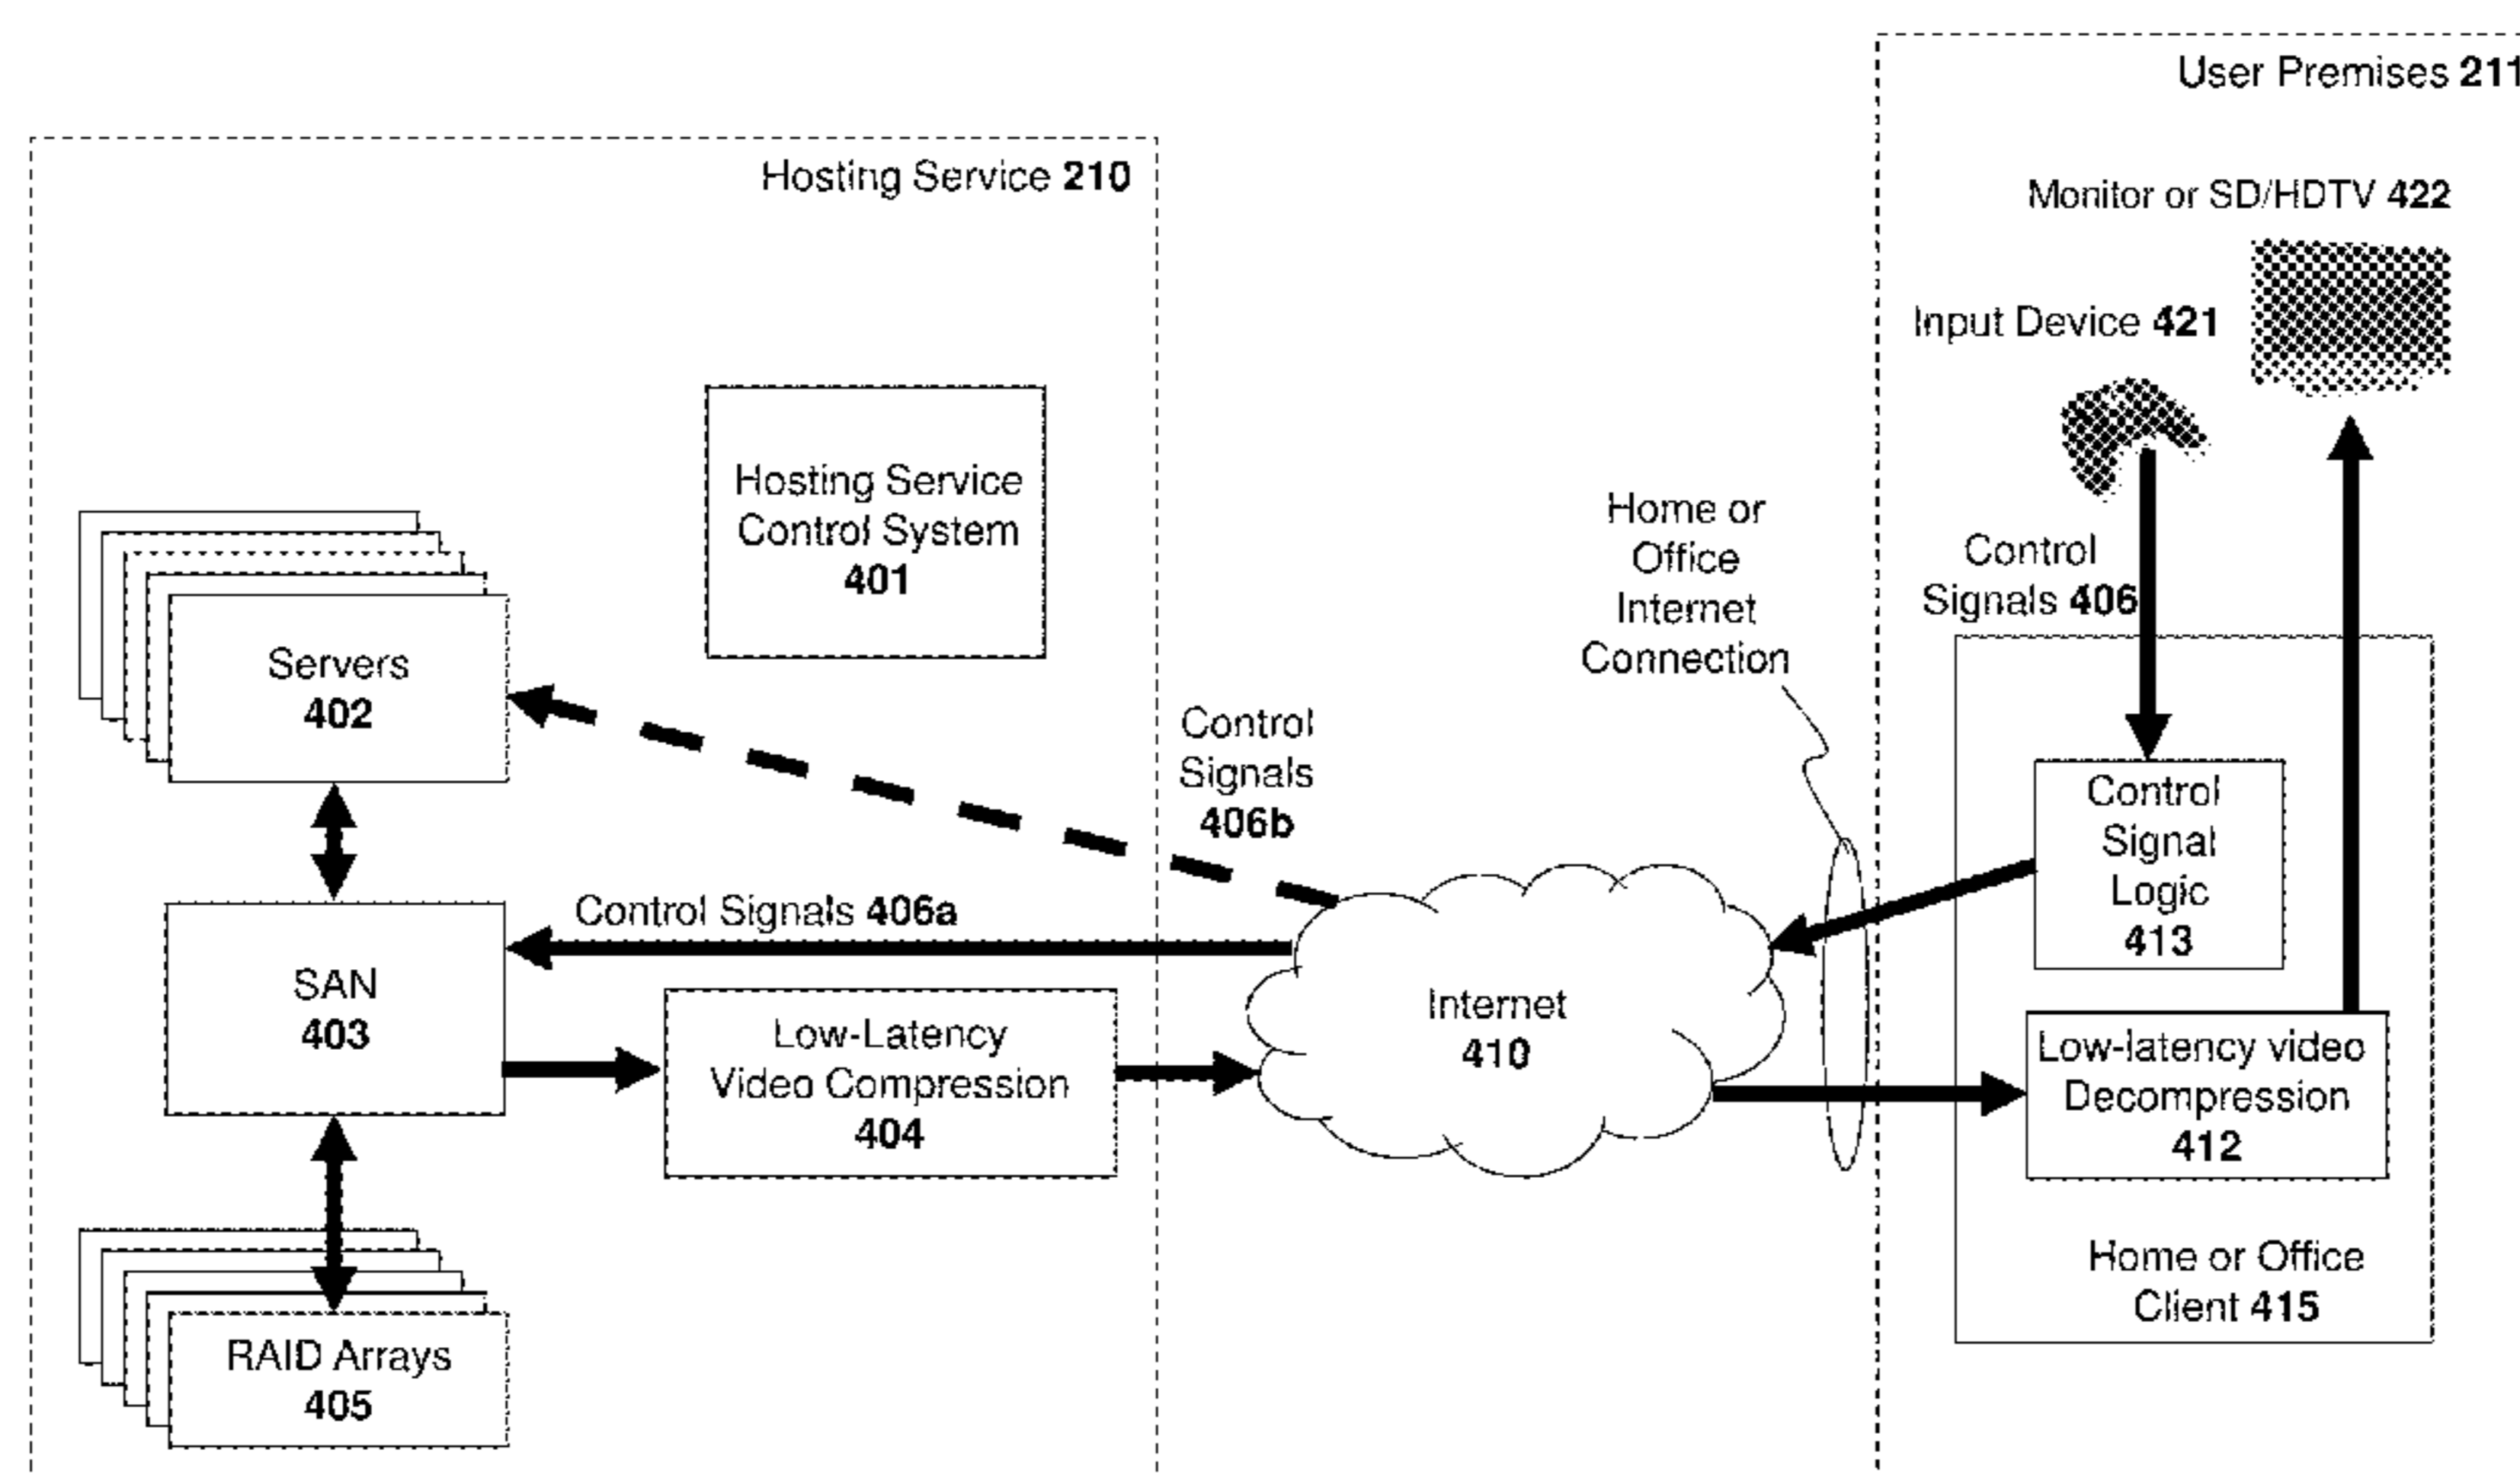 User Premises 211
Hosting Service 210
Monitor or SD/HDTV 422
Input Device 421
Hosting Service
Control System
401
Home or
Office
Internet
Connection
Control
Signals 406
Servers
402
Control
Signals
406b
Control
Signal
Logic
413
Control Signals 406a
SAN
403
Low-Latency
Video Compression
404
Internet
410
Low-latency video
Decompression
412
Home or Office
Client 415
RAID Arrays
405